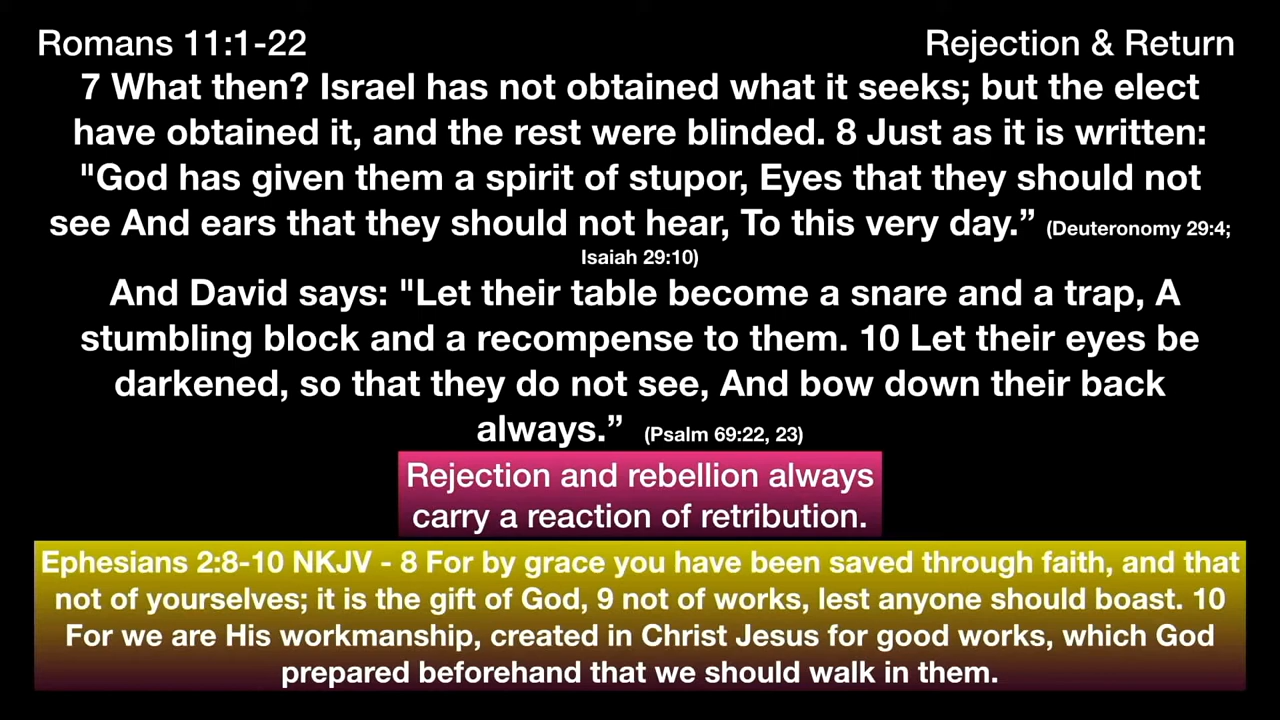 Romans 11:1-22
Rejection & Return
7 What then? Israel has not obtained what it seeks; but the elect
have obtained it, and the rest were blinded. 8 Just as it is written:
"God has given them a spirit of stupor, Eyes that they should not
see And ears that they should not hear, To this very day.” (Deuteronomy 29:4;
Isaiah 29:10)
And David says: "Let their table become a snare and a trap, A
stumbling block and a recompense to them. 10 Let their eyes be
darkened, so that they do not see, And bow down their back
always.” (Psalm 69:22, 23)
Rejection and rebellion always
carry a reaction of retribution.
Ephesians 2:8-10 NKJV - 8 For by grace you have been saved through faith, and that
not of yourselves; it is the gift of God, 9 not of works, lest anyone should boast. 10
For we are His workmanship, created in Christ Jesus for good works, which God
prepared beforehand that we should walk in them.